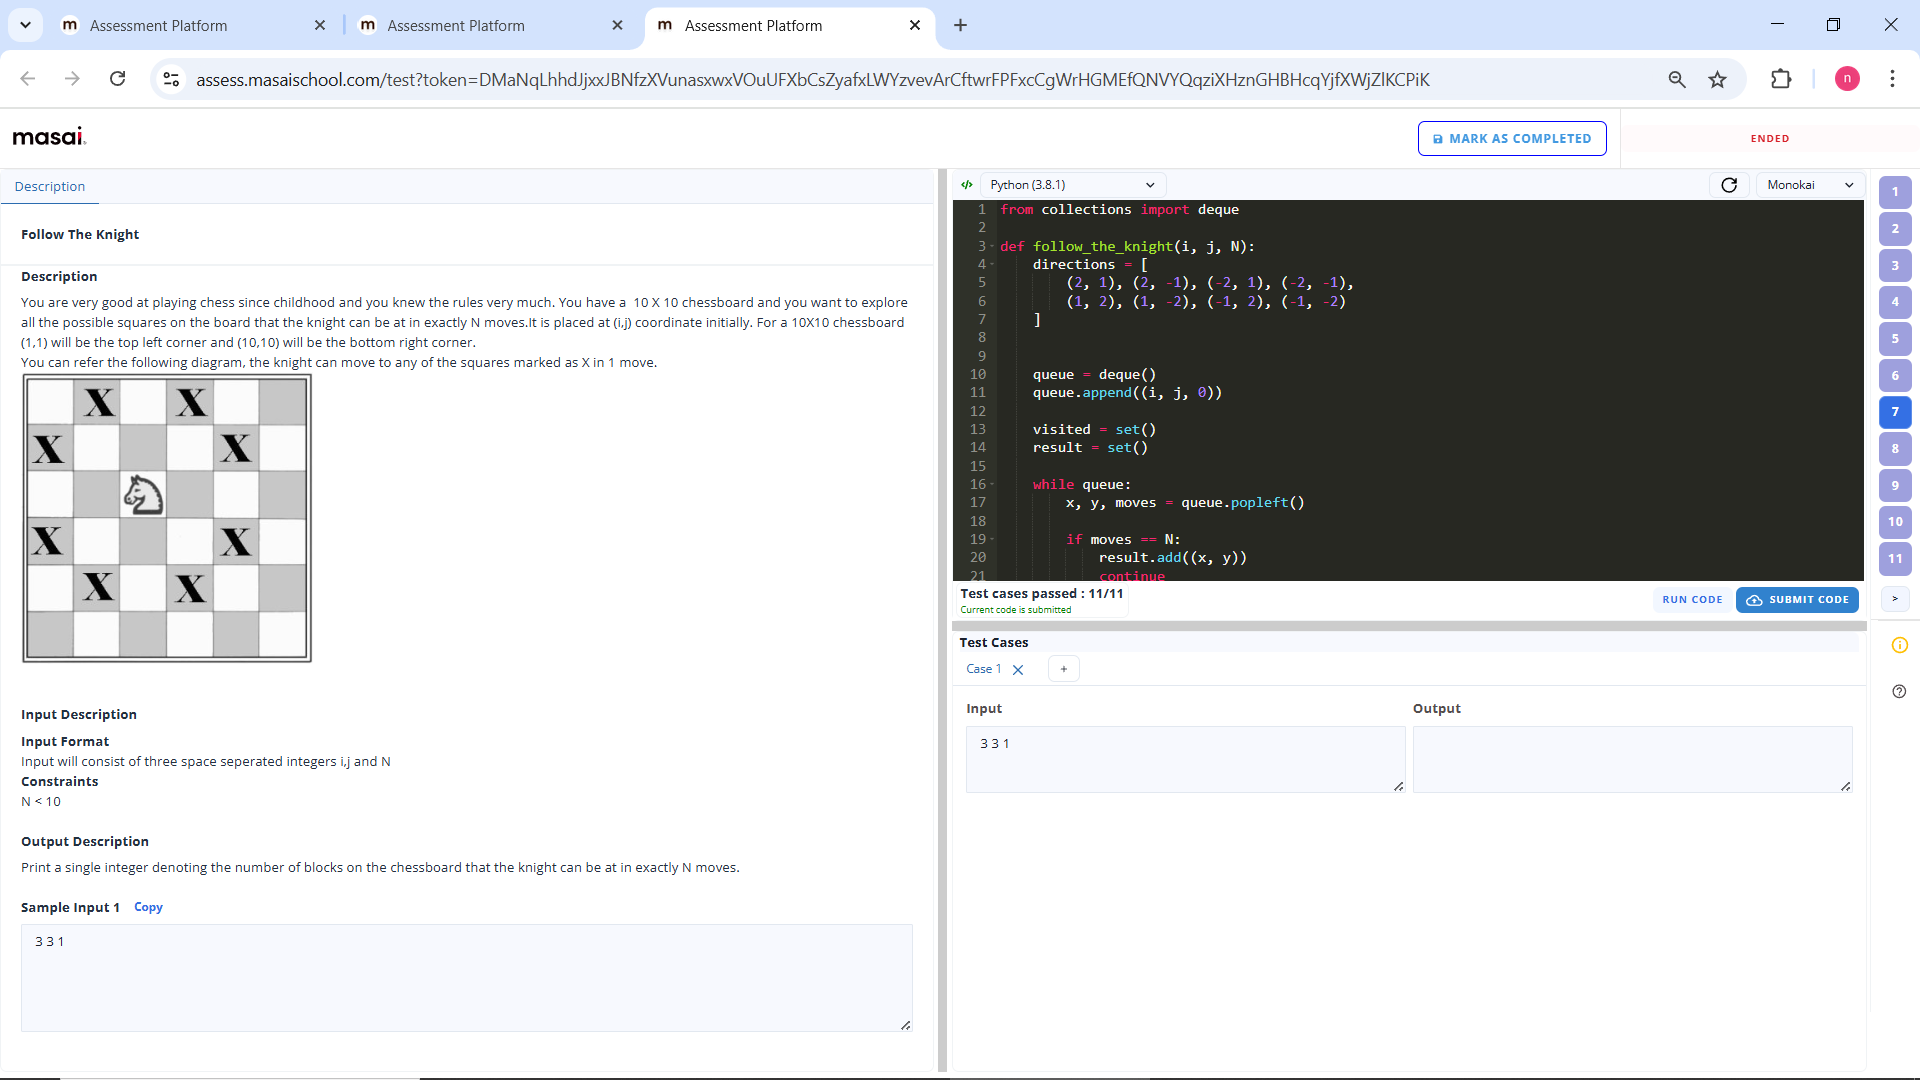 Assessment Platform
Assessment Platform
Assessment Platform
assess.masaischool.com/test?token=DMaNqLhhdJjxxJBNfzXVunasxwxVOuUFXbCsZyafxLWYzvevArCftwrFPFxcCgWrHGMEfQNVYQqziXHznGHBHcqYjfXWjZlKCPiK
n
masai.
MARK AS COMPLETED
ENDED
Description
Follow The Knight
Description
You are very good at playing chess since childhood and you knew the rules very much. You have a  10 X 10 chessboard and you want to explore
all the possible squares on the board that the knight can be at in exactly N moves.It is placed at (i,j) coordinate initially. For a 10X10 chessboard
(1,1) will be the top left corner and (10,10) will be the bottom right corner.
You can refer the following diagram, the knight can move to any of the squares marked as X in 1 move.
X X
X X
X X
X X
Input Description
Input Format
Input will consist of three space seperated integers i,j and N
Constraints
N < 10
Output Description
Print a single integer denoting the number of blocks on the chessboard that the knight can be at in exactly N moves.
Sample Input 1 Copy
3 3 1
Python (3.8.1)
Monokai
1 from collections import deque
2
3 def follow_the_knight(i, j, N):
4     directions = [
5         (2, 1), (2, -1), (-2, 1), (-2, -1),
6         (1, 2), (1, -2), (-1, 2), (-1, -2)
7     ]
8
9
10     queue = deque()
11     queue.append((i, j, 0))
12
13     visited = set()
14     result = set()
15
16     while queue:
17         x, y, moves = queue.popleft()
18
19         if moves == N:
20             result.add((x, y))
21             continue
Test cases passed : 11/11
Current code is submitted
RUN CODE
SUBMIT CODE
Test Cases
Case 1
+
Input
3 3 1
Output
1
2
3
4
5
6
7
8
9
10
11
>